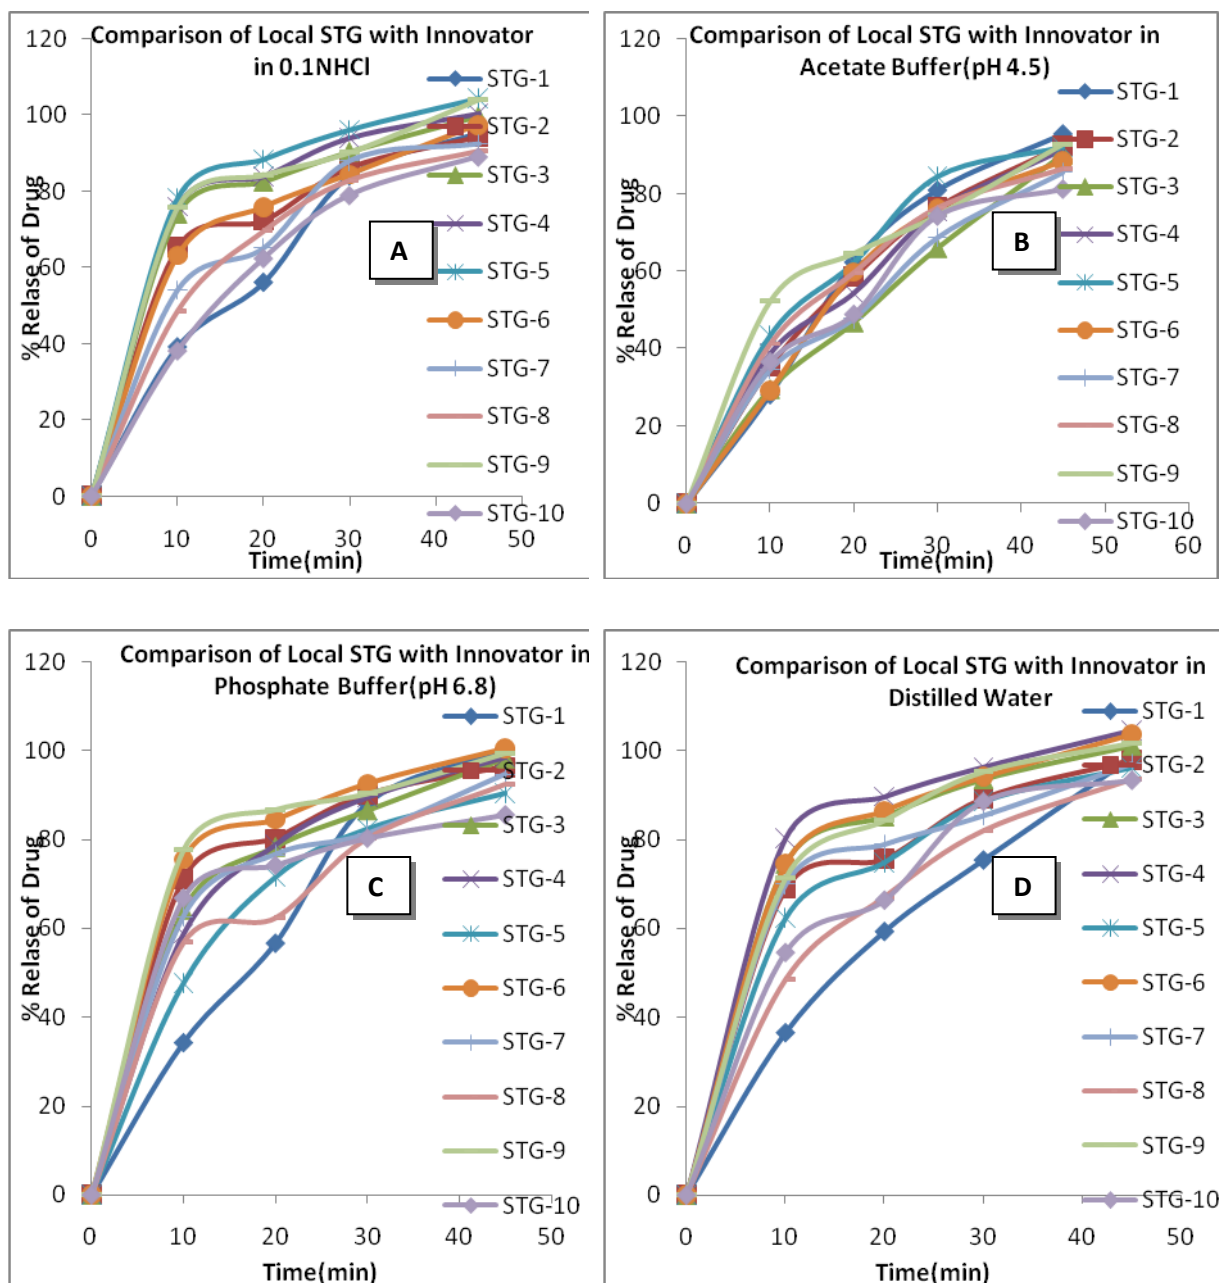 Comparison of Local STG with Innovator
in 0.1NHCl
% Relase of Drug
120
100
80
60
40
20
0
0 10 20 30 40 50
Time(min)
STG-1
STG-2
STG-3
STG-4
STG-5
STG-6
STG-7
STG-8
STG-9
STG-10
A
Comparison of Local STG with Innovator in
Acetate Buffer(pH 4.5)
% Relase of Drug
120
100
80
60
40
20
0
0 10 20 30 40 50 60
Time(min)
STG-1
STG-2
STG-3
STG-4
STG-5
STG-6
STG-7
STG-8
STG-9
STG-10
B
Comparison of Local STG with Innovator in
Phosphate Buffer(pH 6.8)
% Relase of Drug
120
100
80
60
40
20
0
0 10 20 30 40 50
Time(min)
STG-1
STG-2
STG-3
STG-4
STG-5
STG-6
STG-7
STG-8
STG-9
STG-10
C
Comparison of Local STG with Innovator in
Distilled Water
% Relase of Drug
120
100
80
60
40
20
0
0 10 20 30 40 50
Time(min)
STG-1
STG-2
STG-3
STG-4
STG-5
STG-6
STG-7
STG-8
STG-9
STG-10
D